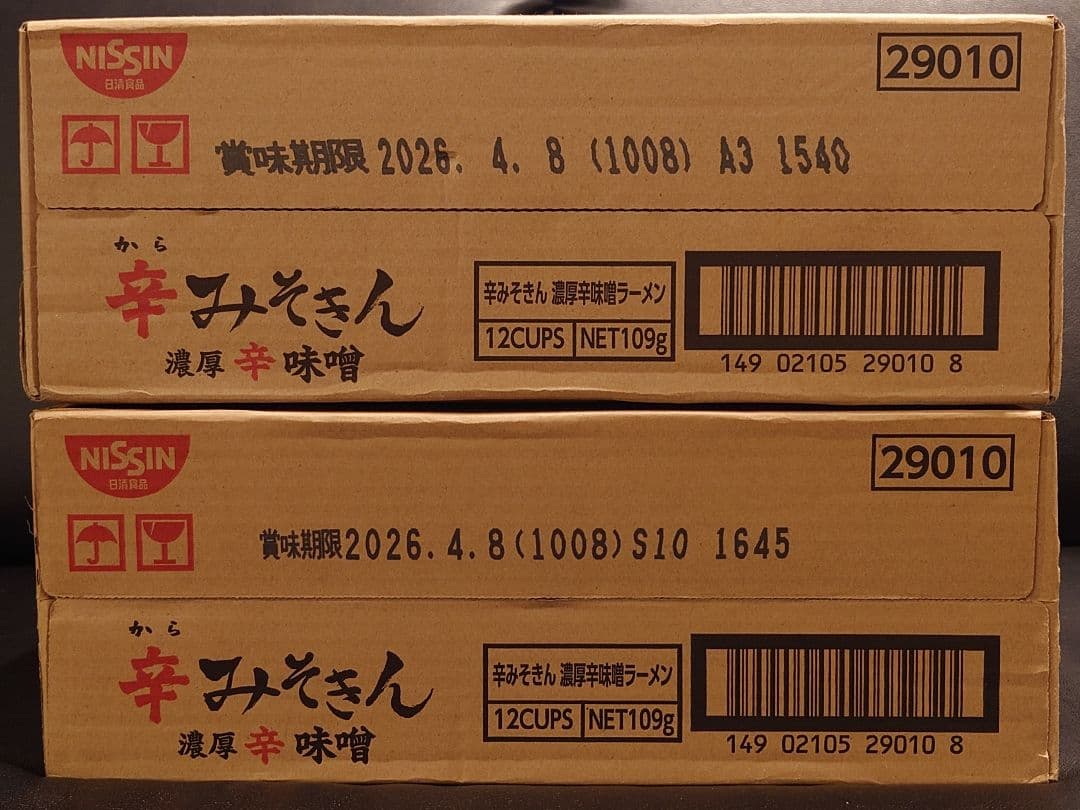 NISSIN
日清食品
29010
賞味期限 2026. 4. 8 (1008) A3 1540
から
辛みそきん
濃厚辛味噌
辛みそきん 濃厚辛味噌ラーメン
12CUPS NET109g
149 02105 29010 8
NISSIN
日清食品
29010
賞味期限2026.4.8(1008)S10 1645
から
辛みそきん
濃厚辛味噌
辛みそきん 濃厚辛味噌ラーメン
12CUPS NET109g
149 02105 29010 8